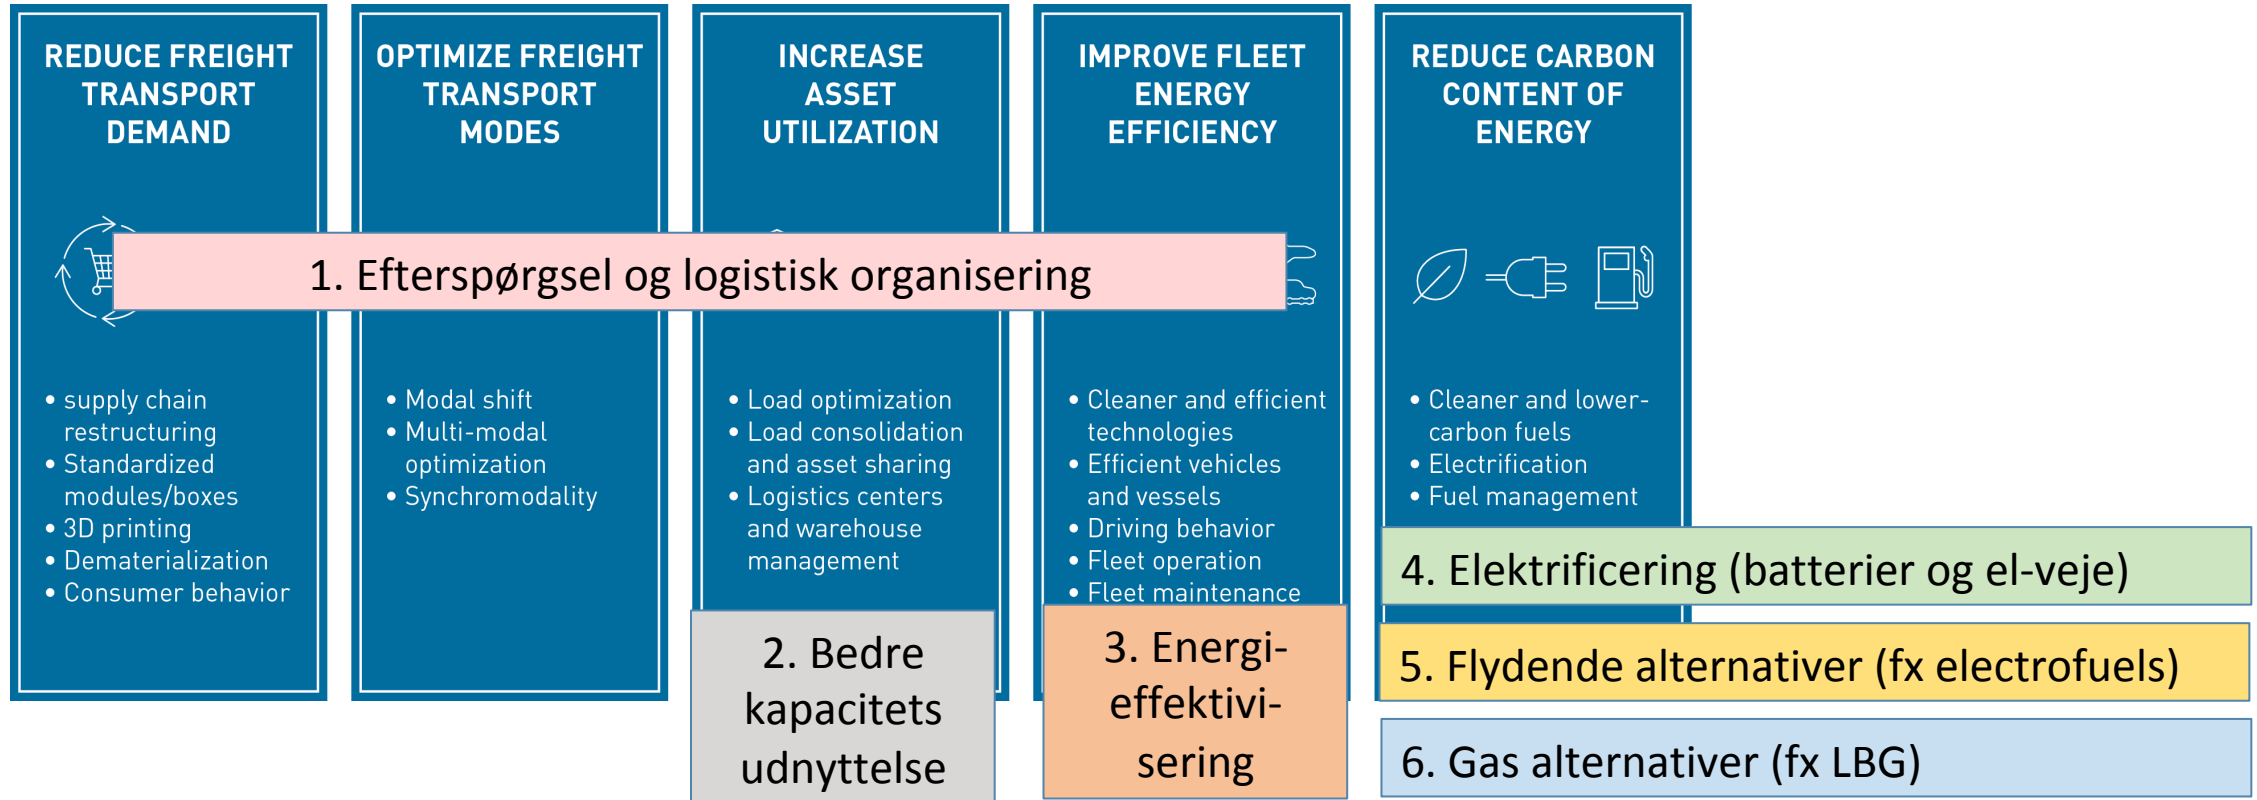 REDUCE FREIGHT
TRANSPORT
DEMAND
• supply chain
restructuring
• Standardized
modules/boxes
• 3D printing
• Dematerialization
• Consumer behavior
OPTIMIZE FREIGHT
TRANSPORT
MODES
• Modal shift
• Multi-modal
optimization
• Synchromodality
INCREASE
ASSET
UTILIZATION
• Load optimization
• Load consolidation
and asset sharing
• Logistics centers
and warehouse
management
IMPROVE FLEET
ENERGY
EFFICIENCY
• Cleaner and efficient
technologies
• Efficient vehicles
and vessels
• Driving behavior
• Fleet operation
• Fleet maintenance
REDUCE CARBON
CONTENT OF
ENERGY
• Cleaner and lower-
carbon fuels
• Electrification
• Fuel management
1. Efterspørgsel og logistisk organisering
2. Bedre
kapacitets
udnyttelse
3. Energi-
effektivi-
sering
4. Elektrificering (batterier og el-veje)
5. Flydende alternativer (fx electrofuels)
6. Gas alternativer (fx LBG)